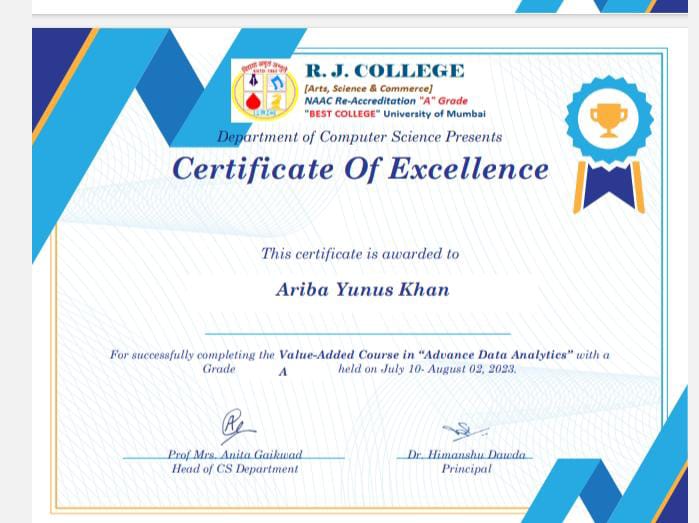 R. J. COLLEGE
[Arts, Science & Commerce]
NAAC Re-Accreditation "A" Grade
"BEST COLLEGE" University of Mumbai
Department of Computer Science Presents
Certificate Of Excellence
This certificate is awarded to
Ariba Yunus Khan
For successfully completing the Value-Added Course in “Advance Data Analytics” with a
Grade A held on July 10- August 02, 2023.
Prof Mrs. Anita Gaikwad Dr. Himanshu Dawda
Head of CS Department Principal